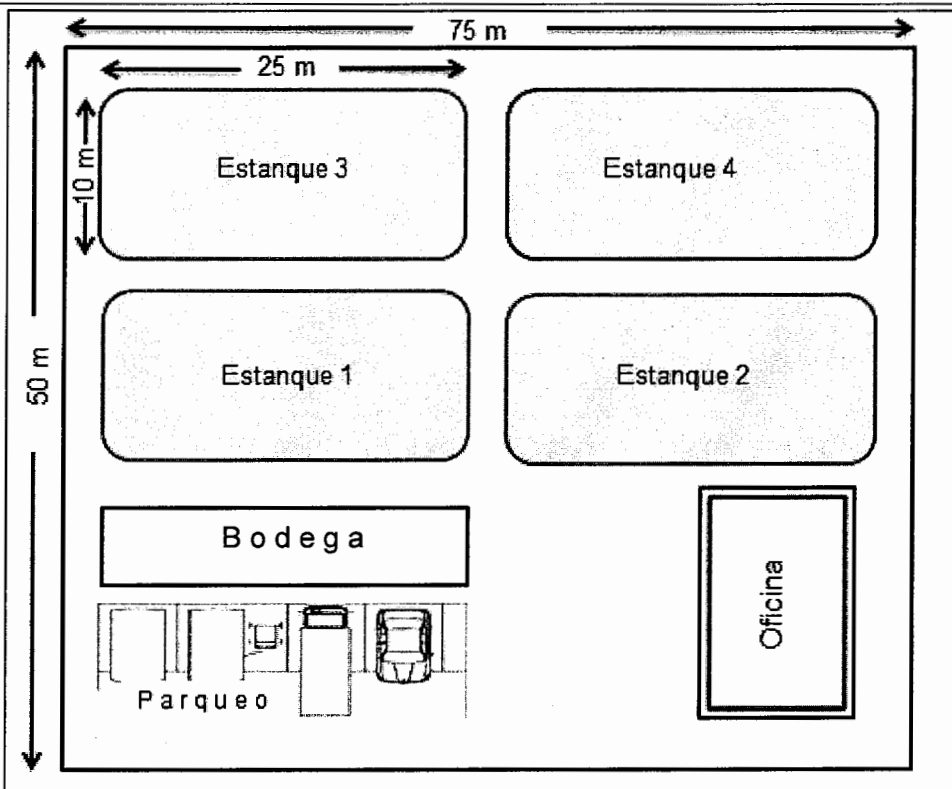 75 m
25 m
10 m
Estanque 3
Estanque 4
50 m
Estanque 1
Estanque 2
Bodega
Oficina
Parqueo